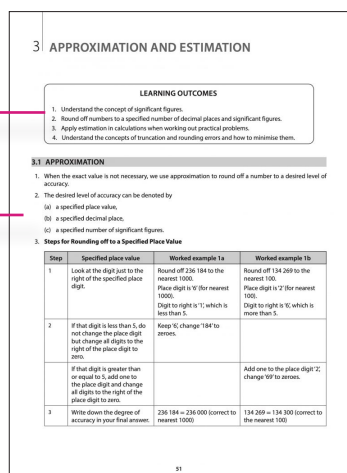 3 APPROXIMATION AND ESTIMATION
LEARNING OUTCOMES
1. Understand the concept of significant figures.
2. Round off numbers to a specified number of decimal places and significant figures.
3. Apply estimation in calculations when working out practical problems.
4. Understand the concepts of truncation and rounding errors and how to minimise them.
3.1 APPROXIMATION
1. When the exact value is not necessary, we use approximation to round off a number to a desired level of
accuracy.
2. The desired level of accuracy can be denoted by
(a) a specified place value,
(b) a specified decimal place,
(c) a specified number of significant figures.
3. Steps for Rounding off to a Specified Place Value
Step Specified place value Worked example 1a Worked example 1b
1 Look at the digit just to the
right of the specified place
digit.
Round off 236 184 to the
nearest 1000.
Place digit is '6' (for nearest
1000).
Digit to right is '1', which is
less than 5.
Round off 134 269 to the
nearest 100.
Place digit is '2' (for nearest
100).
Digit to right is '6', which is
more than 5.
2 If that digit is less than 5, do
not change the place digit
but change all digits to the
right of the place digit to
zero.
Keep '6', change '184' to
zeroes.
If that digit is greater than
or equal to 5, add one to
the place digit and change
all digits to the right of the
place digit to zero.
Add one to the place digit '2',
change '69' to zeroes.
3 Write down the degree of
accuracy in your final answer.
236 184 = 236 000 (correct to
nearest 1000)
134 269 = 134 300 (correct to
the nearest 100)
51